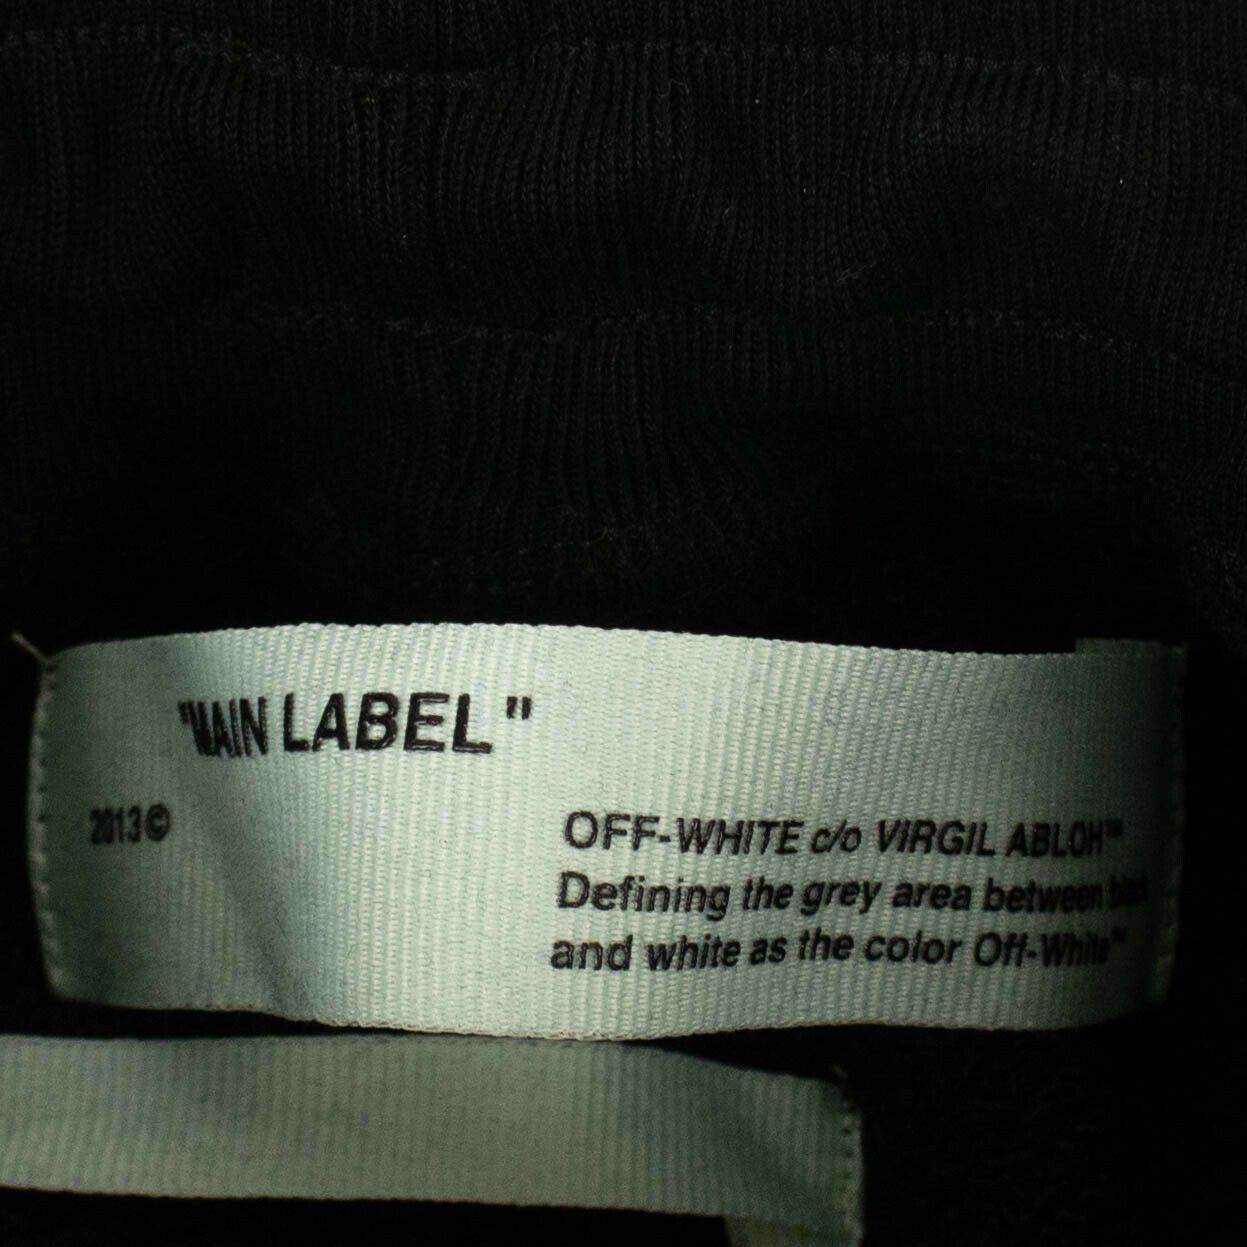 "MAIN LABEL"
2013©
OFF-WHITE c/o VIRGIL ABLOH™
Defining the grey area between black
and white as the color Off-White™